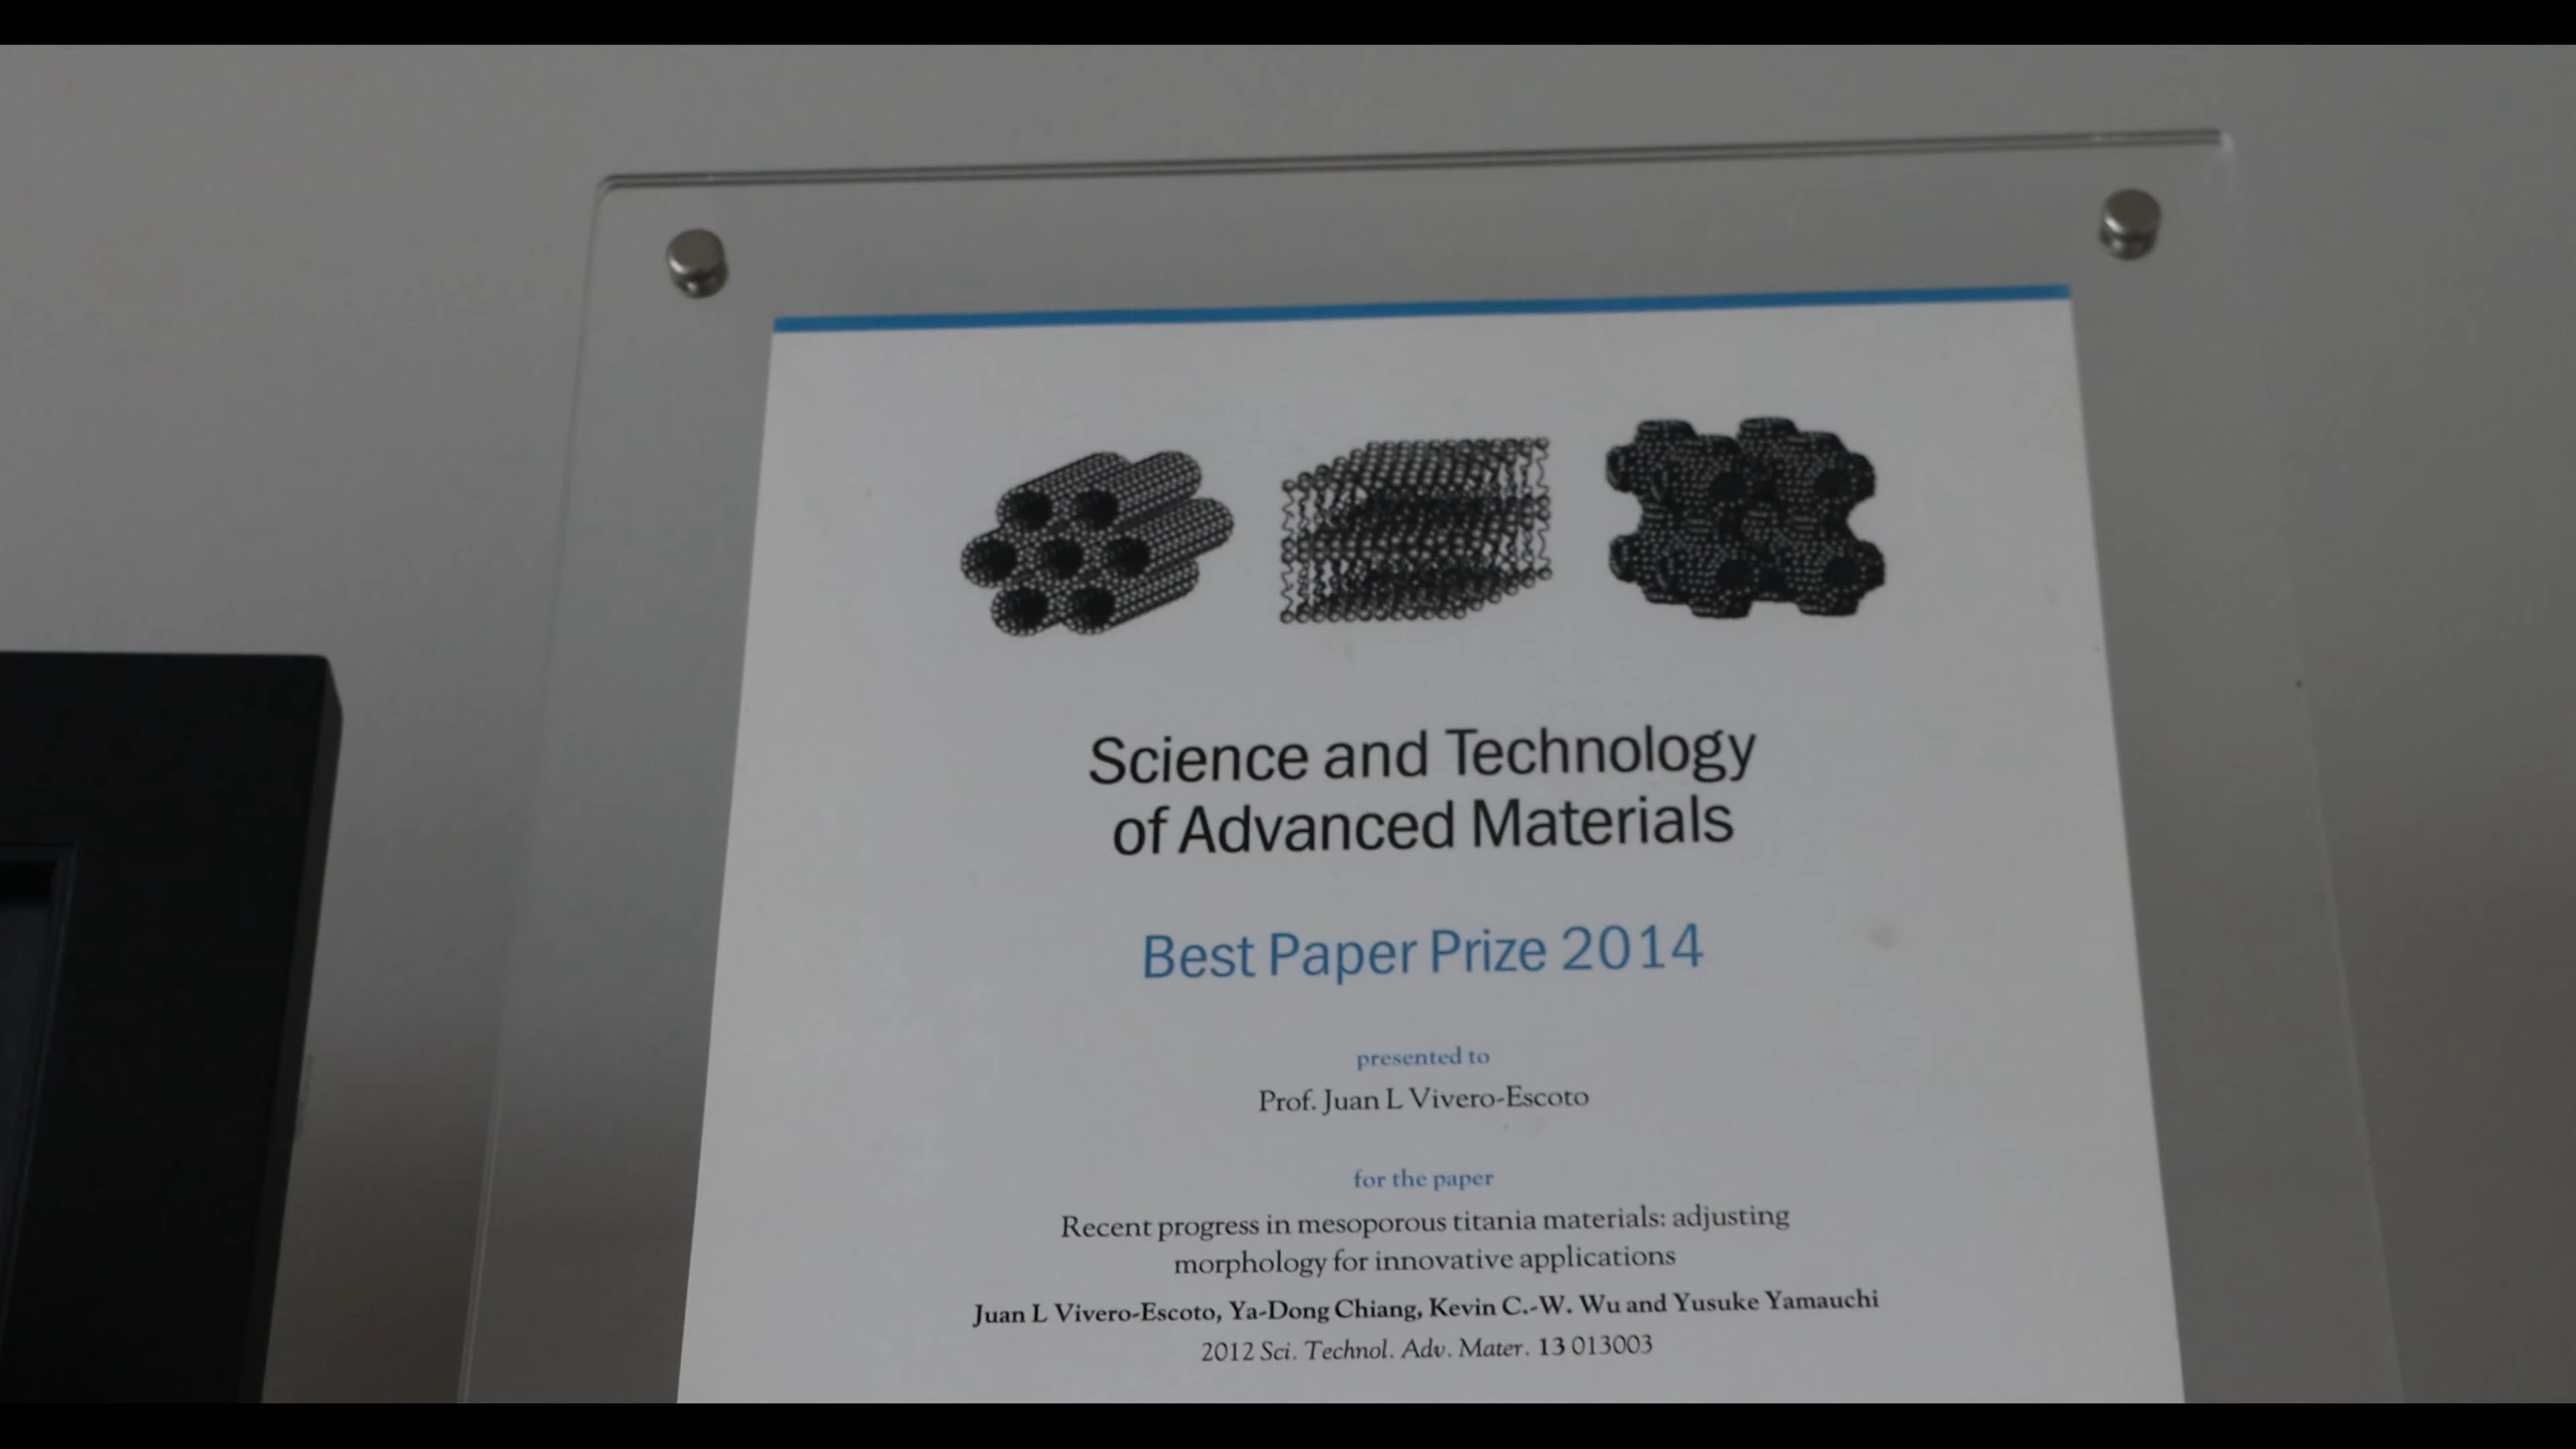 Science and Technology
of Advanced Materials
Best Paper Prize 2014
presented to
Prof. Juan L Vivero-Escoto
for the paper
Recent progress in mesoporous titania materials: adjusting
morphology for innovative applications
Juan L Vivero-Escoto, Ya-Dong Chiang, Kevin C.-W. Wu and Yusuke Yamauchi
2012 Sci. Technol. Adv. Mater. 13 013003